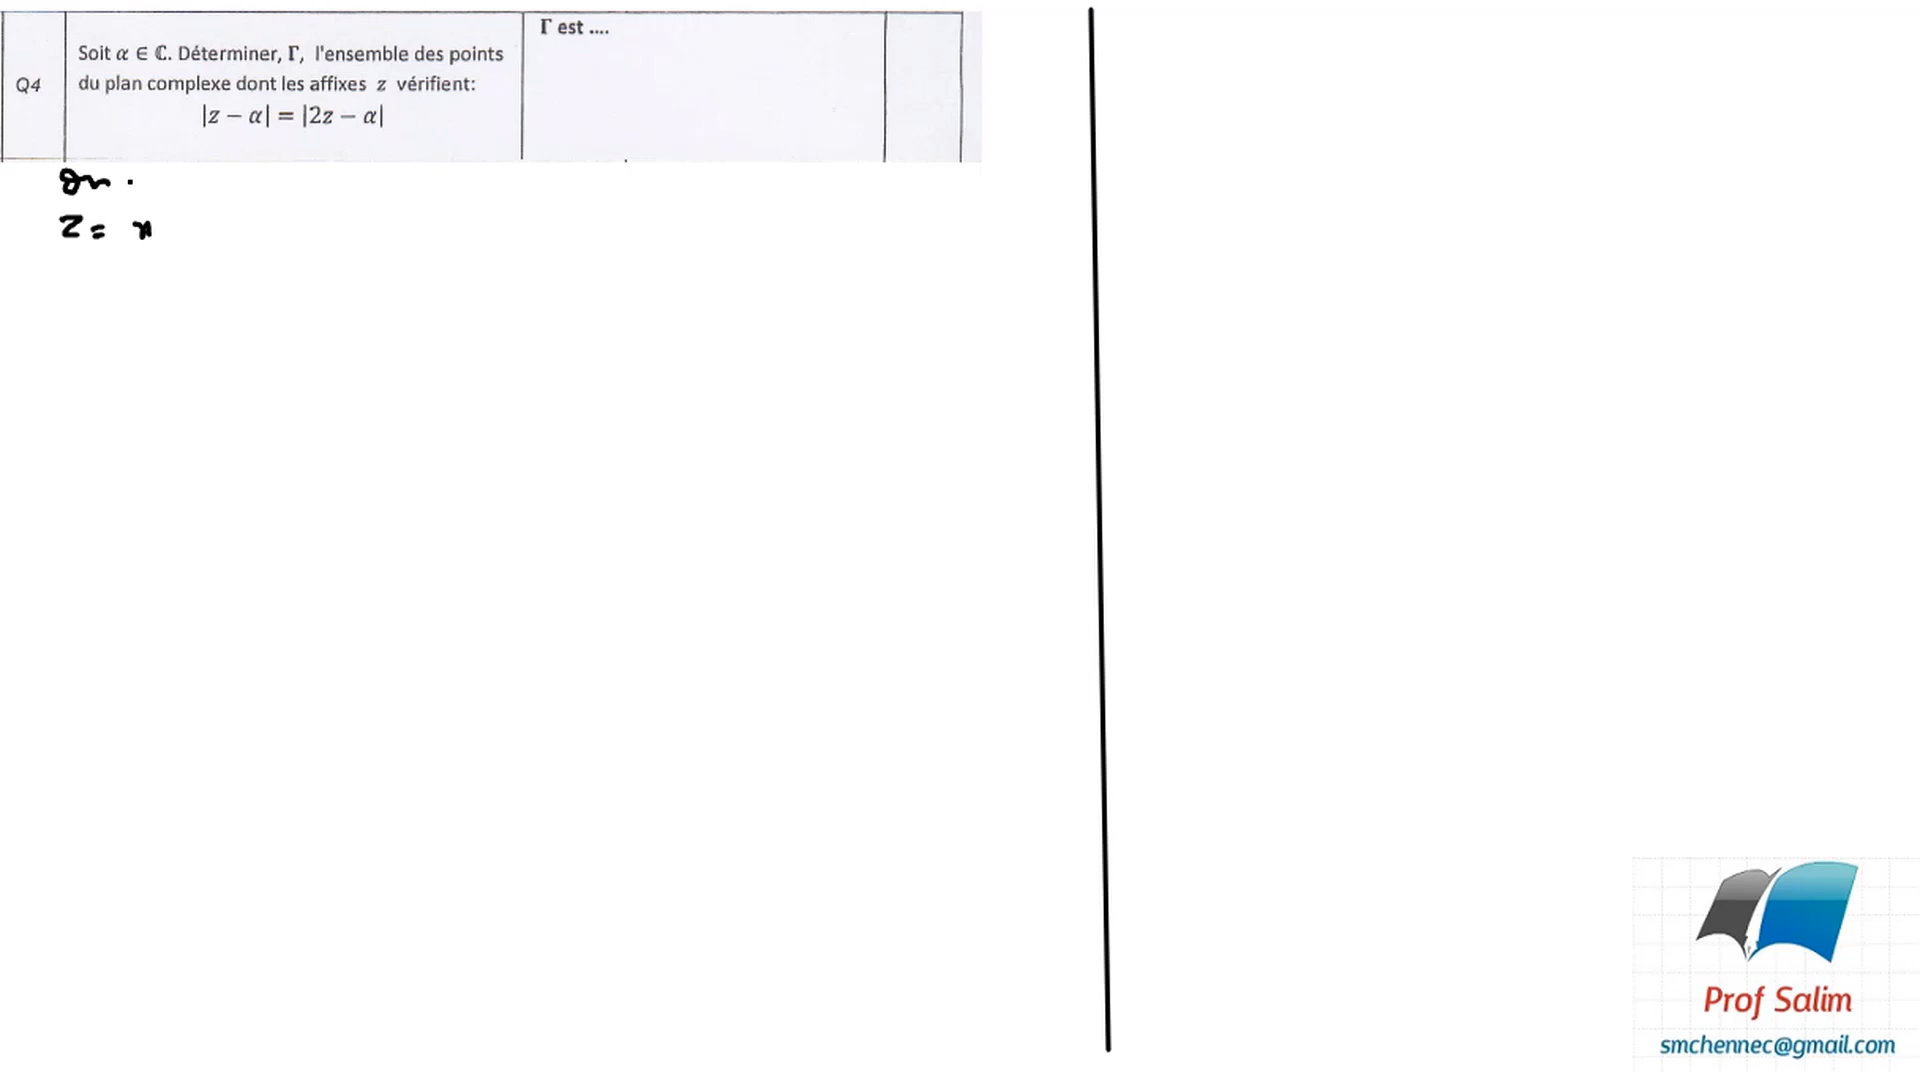 Q4
Soit α ∈ ℂ. Déterminer, Γ, l'ensemble des points
du plan complexe dont les affixes z vérifient:
|z − α| = |2z − α|
Γ est ....
On .
Z = x
Prof Salim
smchennec@gmail.com